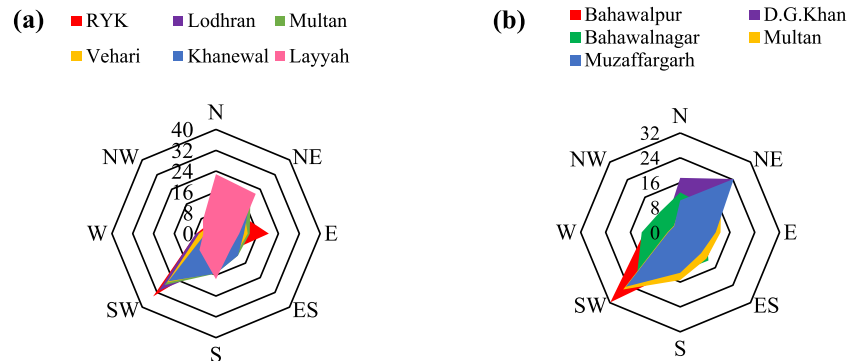 (a) RYK Lodhran Multan
Vehari Khanewal Layyah
N
40
NW 32 NE
24
16
8
W 0 E
SW ES
S
(b) Bahawalpur D.G.Khan
Bahawalnagar Multan
Muzaffargarh
N
32
NW 24 NE
16
8
W 0 E
SW ES
S